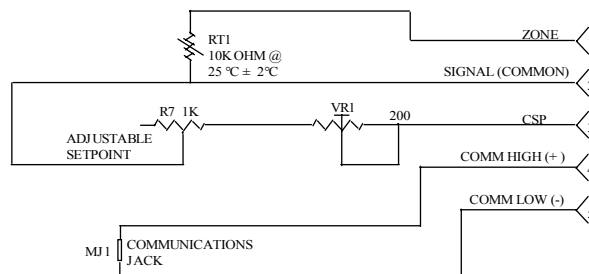 ZONE
RT1
10K OHM @
25 °C ± 2°C
SIGNAL (COMMON)
R7 1K
VR1
200
CSP
ADJUSTABLE
SETPOINT
COMM HIGH (+)
COMM LOW (-)
MJ1
COMMUNICATIONS
JACK